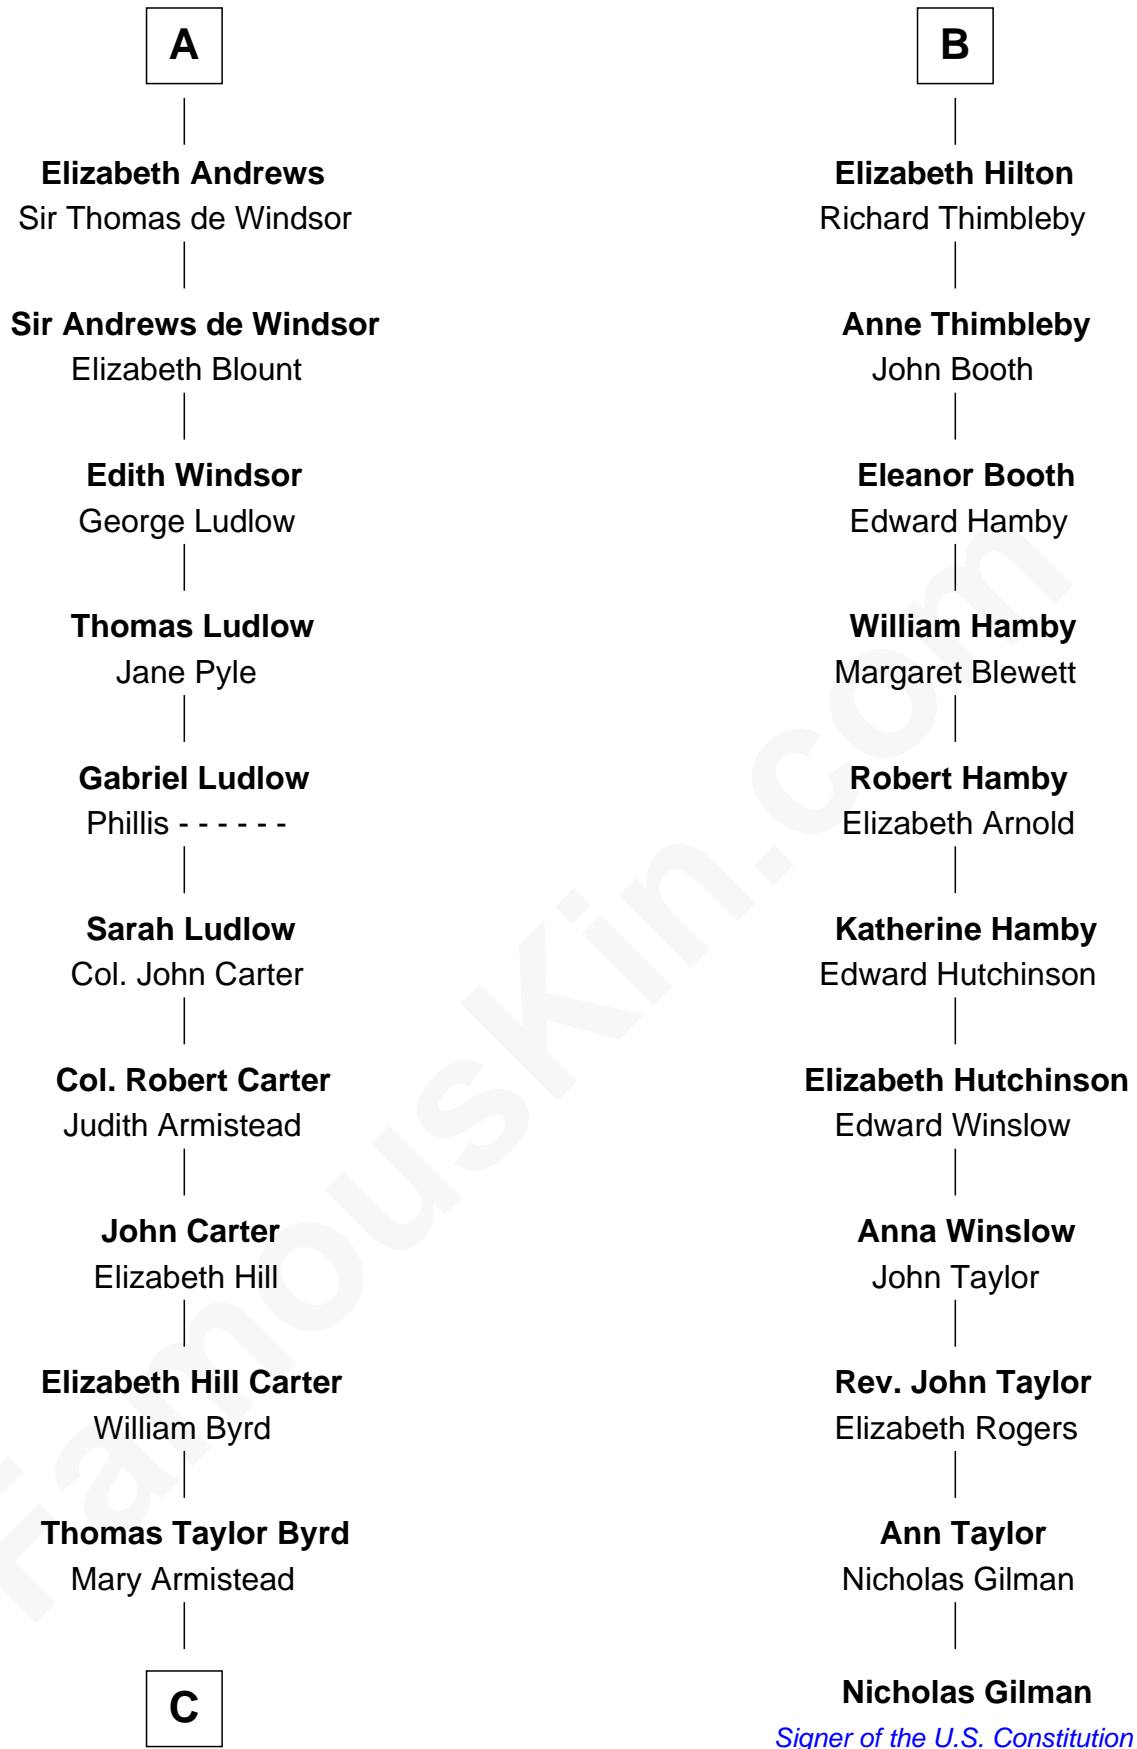 A
Elizabeth Andrews
Sir Thomas de Windsor
Sir Andrews de Windsor
Elizabeth Blount
Edith Windsor
George Ludlow
Thomas Ludlow
Jane Pyle
Gabriel Ludlow
Phillis - - - - - -
Sarah Ludlow
Col. John Carter
Col. Robert Carter
Judith Armistead
John Carter
Elizabeth Hill
Elizabeth Hill Carter
William Byrd
Thomas Taylor Byrd
Mary Armistead
C
B
Elizabeth Hilton
Richard Thimbleby
Anne Thimbleby
John Booth
Eleanor Booth
Edward Hamby
William Hamby
Margaret Blewett
Robert Hamby
Elizabeth Arnold
Katherine Hamby
Edward Hutchinson
Elizabeth Hutchinson
Edward Winslow
Anna Winslow
John Taylor
Rev. John Taylor
Elizabeth Rogers
Ann Taylor
Nicholas Gilman
Nicholas Gilman
Signer of the U.S. Constitution
FamousKin.com